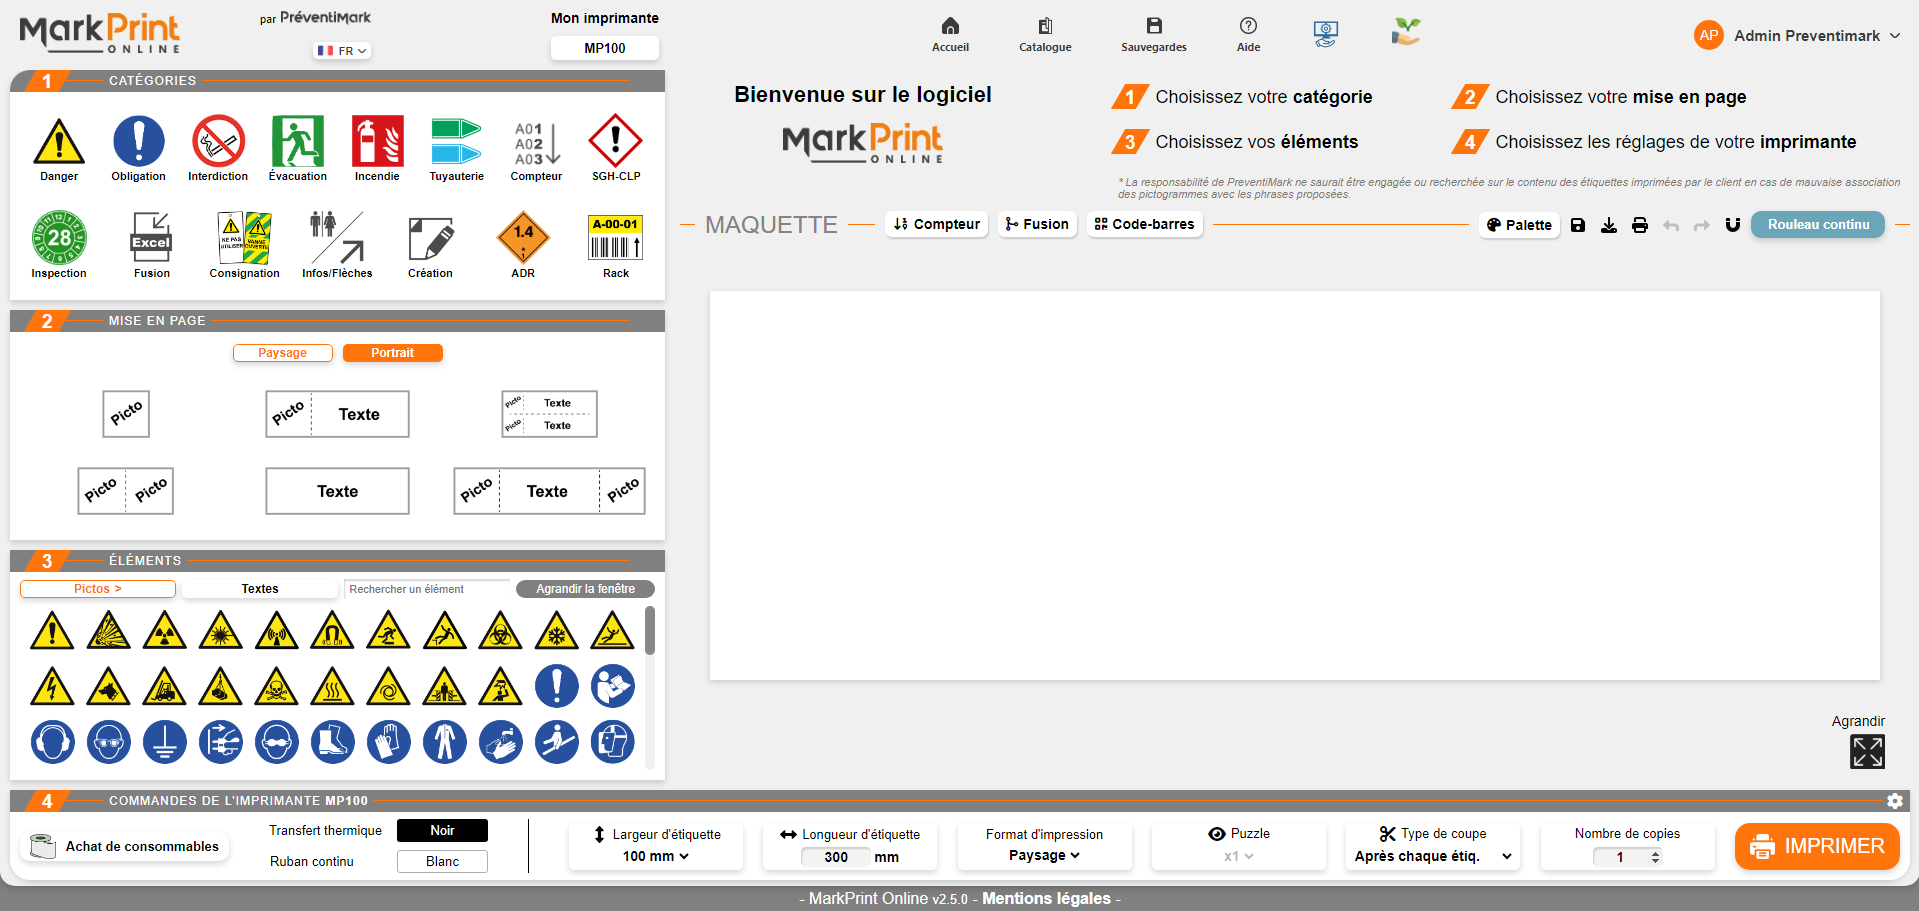 MarkPrint
ONLINE
par PréventiMark
FR
Mon imprimante
MP100
Accueil
Catalogue
Sauvegardes
Aide
AP
Admin Preventimark
1
CATÉGORIES
Danger
Obligation
Interdiction
Évacuation
Incendie
Tuyauterie
A01
A02
A03
Compteur
SGH-CLP
28
Inspection
Excel
Fusion
NE PAS
UTILISER
VANNE
OUVERTE
Consignation
Infos/Flèches
Création
1.4
1
ADR
A-00-01
Rack
Bienvenue sur le logiciel
MarkPrint
ONLINE
1 Choisissez votre catégorie
2 Choisissez votre mise en page
3 Choisissez vos éléments
4 Choisissez les réglages de votre imprimante
* La responsabilité de PreventiMark ne saurait être engagée ou recherchée sur le contenu des étiquettes imprimées par le client en cas de mauvaise association
des pictogrammes avec les phrases proposées.
MAQUETTE
Compteur
Fusion
Code-barres
Palette
Rouleau continu
2
MISE EN PAGE
Paysage
Portrait
Picto
Picto Texte
Picto Texte
Picto Texte
Picto Picto
Texte
Picto Texte Picto
3
ÉLÉMENTS
Pictos >
Textes
Rechercher un élément
Agrandir la fenêtre
Agrandir
4
COMMANDES DE L'IMPRIMANTE MP100
Achat de consommables
Transfert thermique
Noir
Ruban continu
Blanc
Largeur d'étiquette
100 mm
Longueur d'étiquette
300 mm
Format d'impression
Paysage
Puzzle
x1
Type de coupe
Après chaque étiq.
Nombre de copies
1
IMPRIMER
- MarkPrint Online v2.5.0 - Mentions légales -